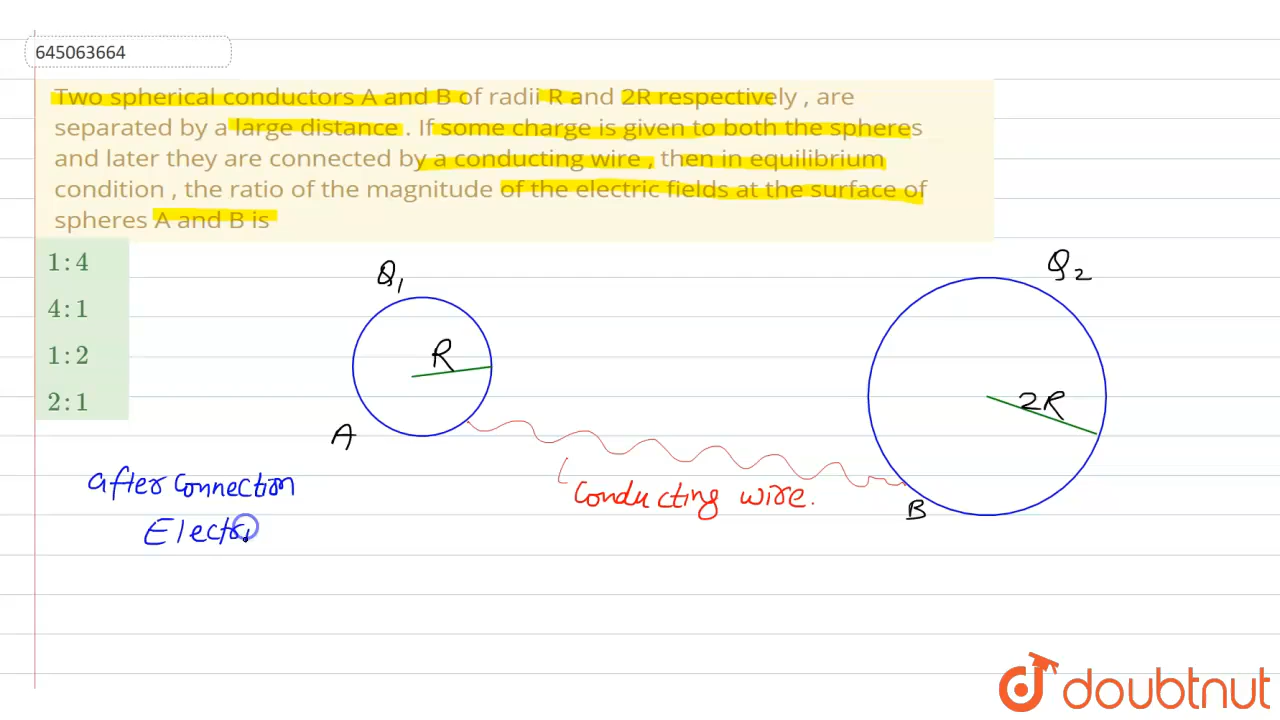 645063664
Two spherical conductors A and B of radii R and 2R respectively , are
separated by a large distance . If some charge is given to both the spheres
and later they are connected by a conducting wire , then in equilibrium
condition , the ratio of the magnitude of the electric fields at the surface of
spheres A and B is
1 : 4
4 : 1
1 : 2
2 : 1
Q1
Q2
R
2R
A
B
after connection
Electri
Conducting wire.
doubtnut